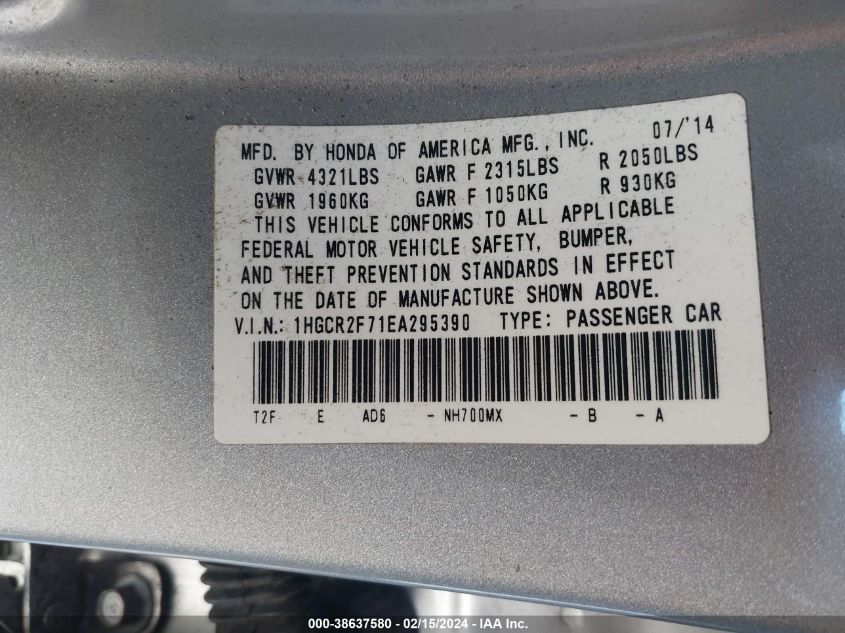 07/'14
MFD. BY HONDA OF AMERICA MFG., INC.
GVWR 4321LBS GAWR F 2315LBS R 2050LBS
GVWR 1960KG GAWR F 1050KG R 930KG
THIS VEHICLE CONFORMS TO ALL APPLICABLE
FEDERAL MOTOR VEHICLE SAFETY, BUMPER,
AND THEFT PREVENTION STANDARDS IN EFFECT
ON THE DATE OF MANUFACTURE SHOWN ABOVE.
V.I.N.: 1HGCR2F71EA295390 TYPE: PASSENGER CAR
T2F E AD6 - NH700MX - B - A
000-38637580 - 02/15/2024 - IAA Inc.